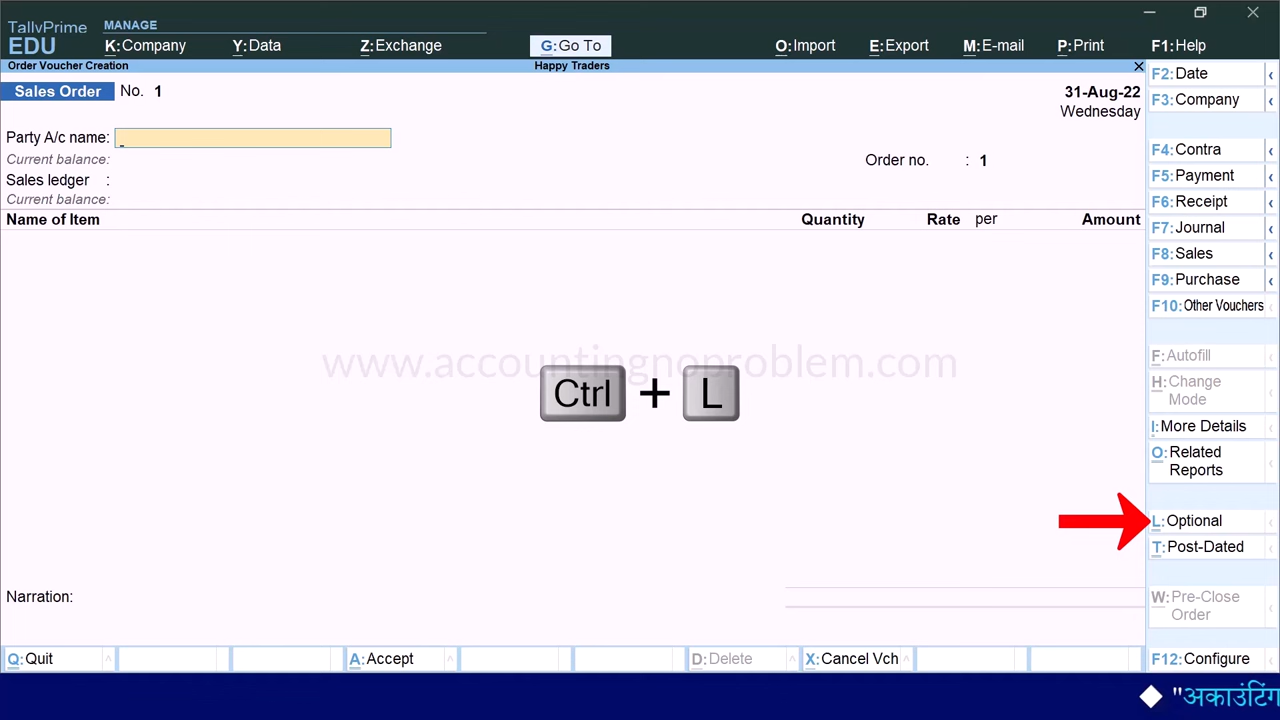 TallyPrime
EDU
MANAGE
K:Company
Y:Data
Z:Exchange
G:Go To
O:Import
E:Export
M:E-mail
P:Print
F1:Help
Order Voucher Creation
Happy Traders
Sales Order No. 1
31-Aug-22
Wednesday
Party A/c name:
Current balance:
Order no. : 1
Sales ledger :
Current balance:
Name of Item Quantity Rate per Amount
www.accountingnoproblem.com
Ctrl + L
Narration:
F2:Date
F3:Company
F4:Contra
F5:Payment
F6:Receipt
F7:Journal
F8:Sales
F9:Purchase
F10:Other Vouchers
F:Autofill
H:Change
Mode
I:More Details
O:Related
Reports
L:Optional
T:Post-Dated
W:Pre-Close
Order
Q:Quit
A:Accept
D:Delete
X:Cancel Vch
F12:Configure
"अकाउंटिंग